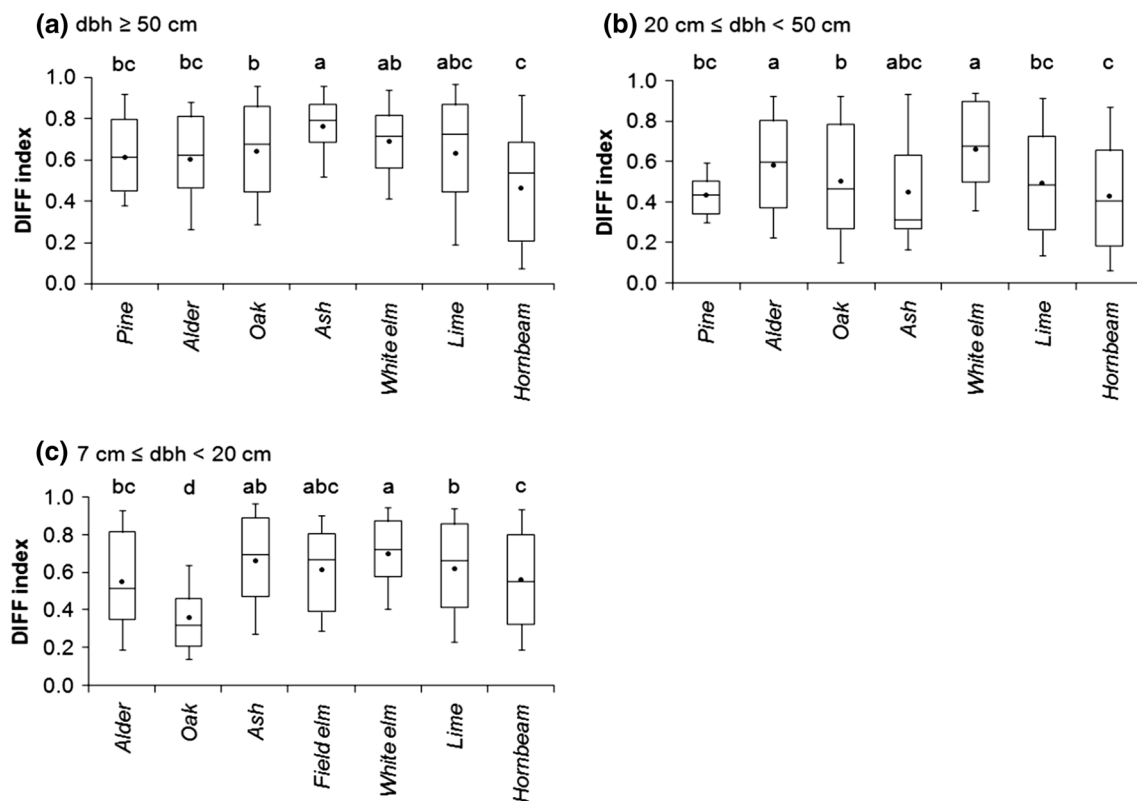 (a) dbh ≥ 50 cm
bc bc b a ab abc c
1.0
0.8
0.6
0.4
0.2
0.0
DIFF index
Pine Alder Oak Ash White elm Lime Hornbeam
(b) 20 cm ≤ dbh < 50 cm
bc a b abc a bc c
1.0
0.8
0.6
0.4
0.2
0.0
DIFF index
Pine Alder Oak Ash White elm Lime Hornbeam
(c) 7 cm ≤ dbh < 20 cm
bc d ab abc a b c
1.0
0.8
0.6
0.4
0.2
0.0
DIFF index
Alder Oak Ash Field elm White elm Lime Hornbeam